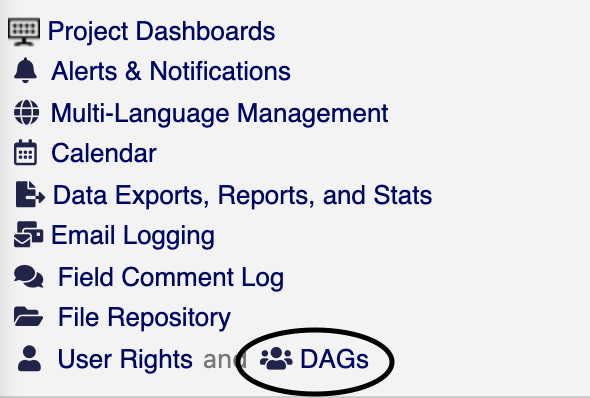 Project Dashboards
Alerts & Notifications
Multi-Language Management
Calendar
Data Exports, Reports, and Stats
Email Logging
Field Comment Log
File Repository
User Rights and DAGs